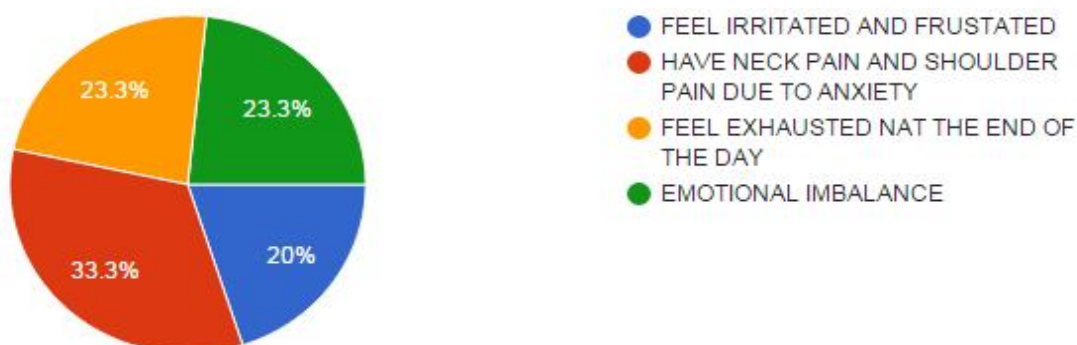 23.3%
23.3%
33.3%
20%
FEEL IRRITATED AND FRUSTATED
HAVE NECK PAIN AND SHOULDER
PAIN DUE TO ANXIETY
FEEL EXHAUSTED NAT THE END OF
THE DAY
EMOTIONAL IMBALANCE